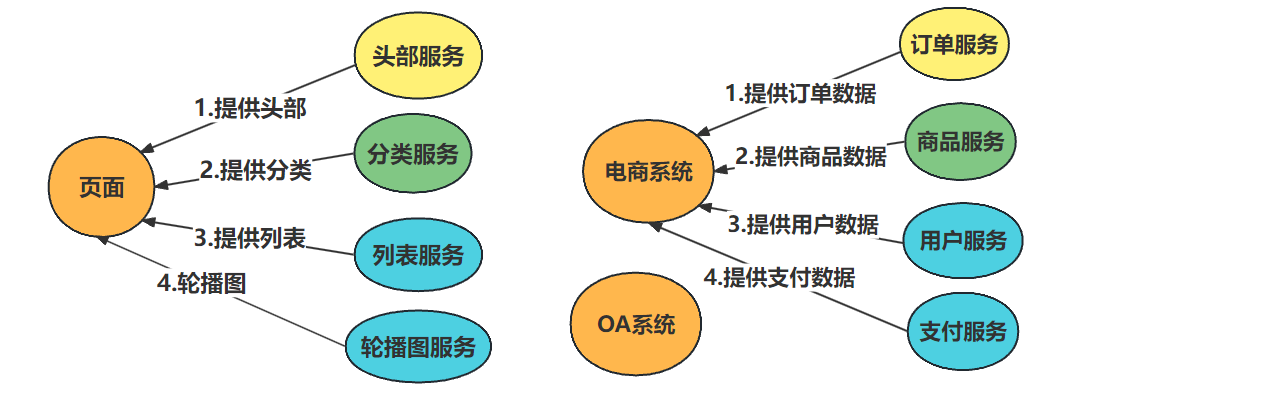 头部服务
1.提供头部
分类服务
2.提供分类
页面
3.提供列表
列表服务
4.轮播图
轮播图服务
订单服务
1.提供订单数据
商品服务
2.提供商品数据
电商系统
3.提供用户数据
用户服务
4.提供支付数据
OA系统
支付服务